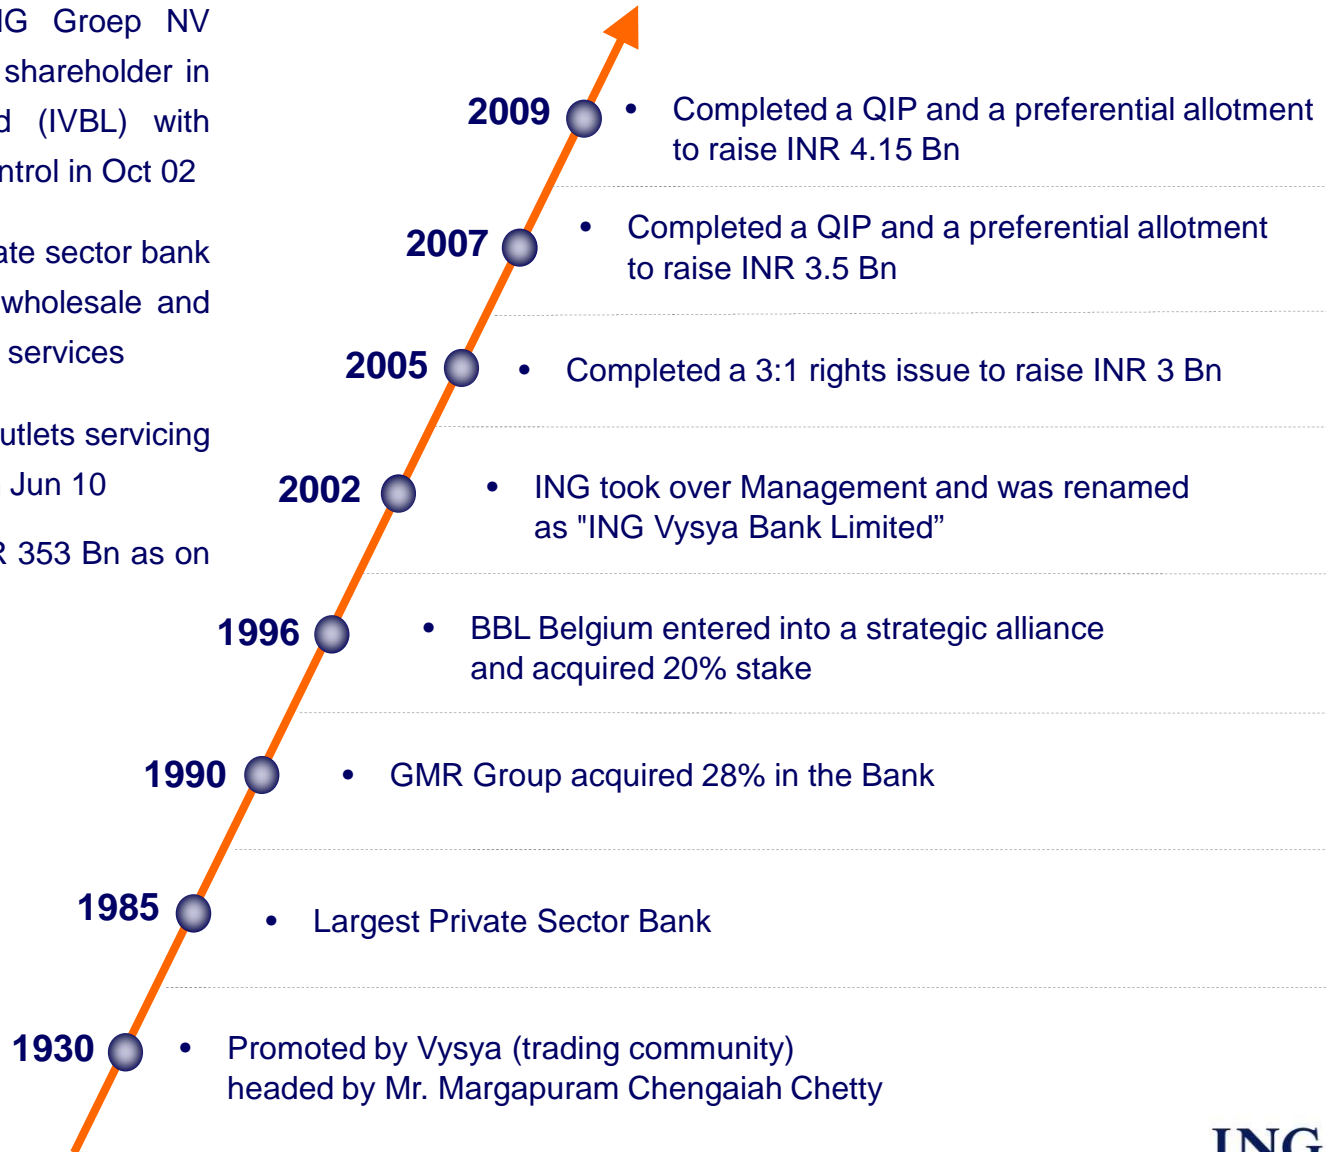 NG Groep NV
shareholder in
(IVBL) with
ntrol in Oct 02
ate sector bank
wholesale and
services
utlets servicing
Jun 10
R 353 Bn as on
2009
• Completed a QIP and a preferential allotment
to raise INR 4.15 Bn
2007
• Completed a QIP and a preferential allotment
to raise INR 3.5 Bn
2005
• Completed a 3:1 rights issue to raise INR 3 Bn
2002
• ING took over Management and was renamed
as "ING Vysya Bank Limited”
1996
• BBL Belgium entered into a strategic alliance
and acquired 20% stake
1990
• GMR Group acquired 28% in the Bank
1985
• Largest Private Sector Bank
1930
• Promoted by Vysya (trading community)
headed by Mr. Margapuram Chengaiah Chetty
ING